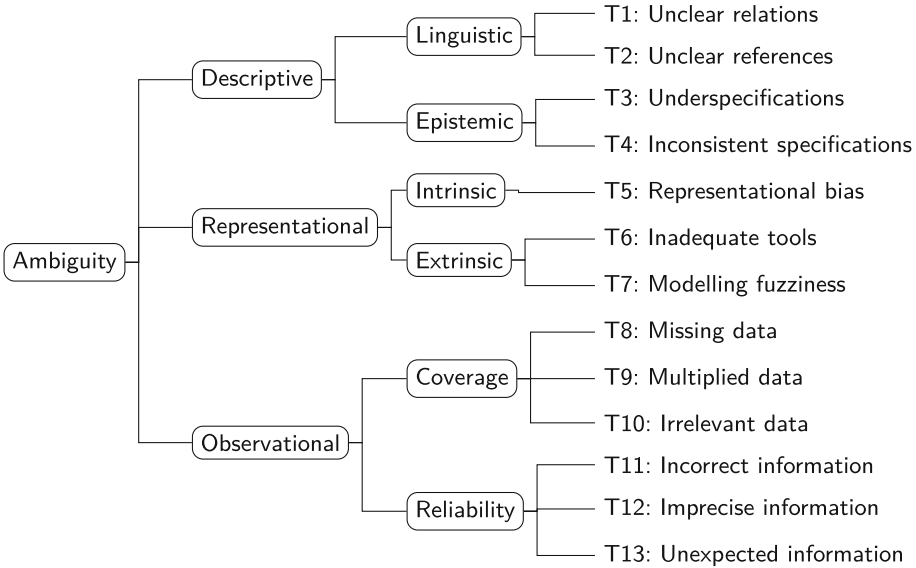 Ambiguity
Descriptive
Linguistic
T1: Unclear relations
T2: Unclear references
Epistemic
T3: Underspecifications
T4: Inconsistent specifications
Representational
Intrinsic
T5: Representational bias
Extrinsic
T6: Inadequate tools
T7: Modelling fuzziness
Observational
Coverage
T8: Missing data
T9: Multiplied data
T10: Irrelevant data
Reliability
T11: Incorrect information
T12: Imprecise information
T13: Unexpected information